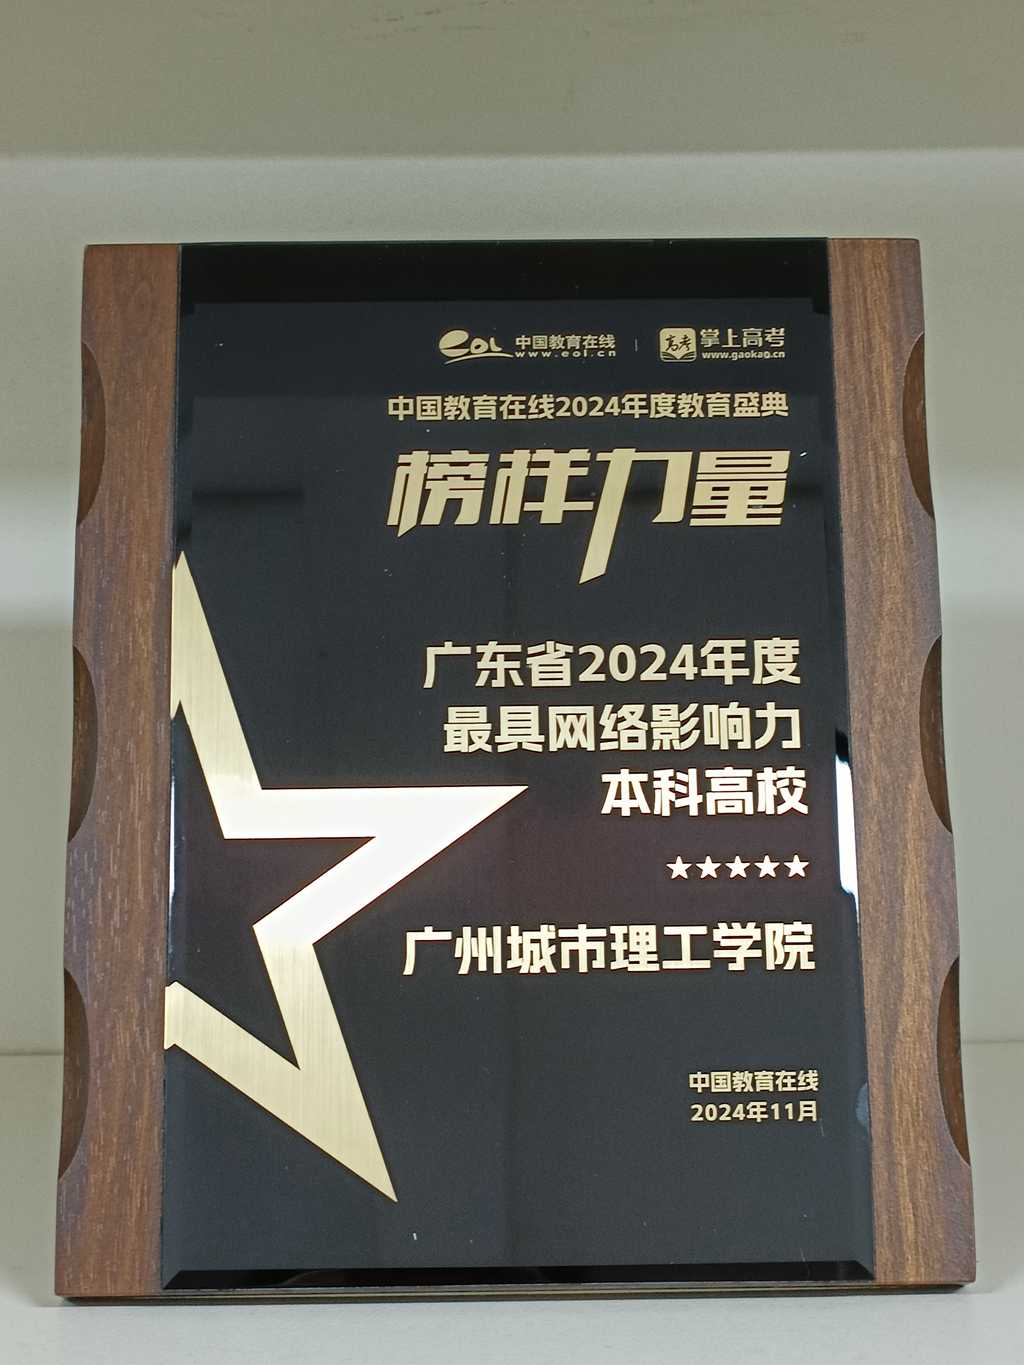 eoL 中国教育在线 www.eol.cn | 高考 掌上高考 www.gaokao.cn
中国教育在线2024年度教育盛典
榜样力量
广东省2024年度
最具网络影响力
本科高校
★★★★★
广州城市理工学院
中国教育在线
2024年11月